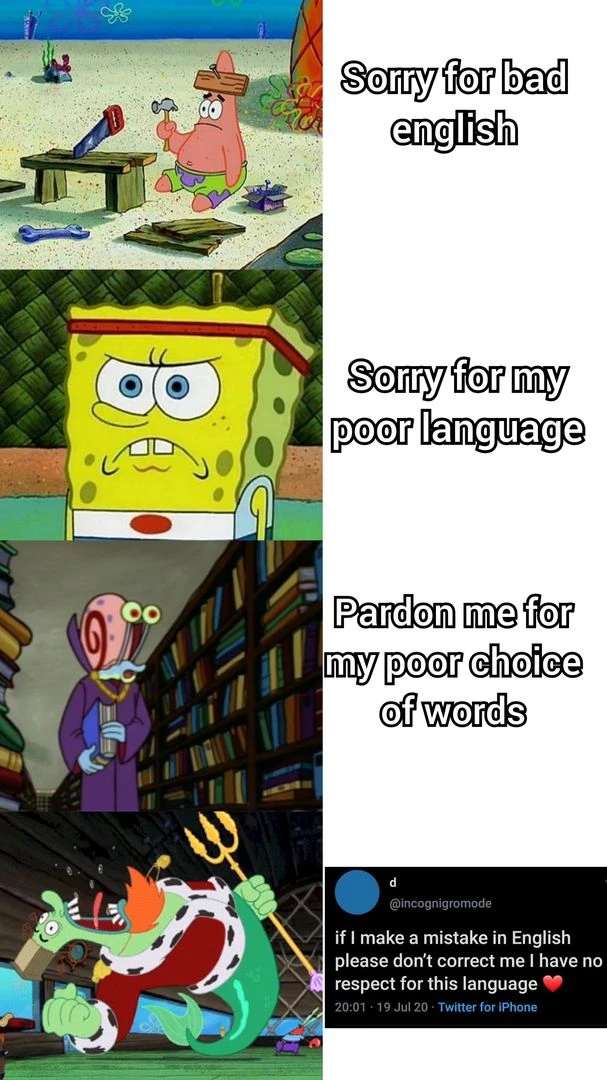 Sorry for bad
english
Sorry for my
poor language
Pardon me for
my poor choice
of words
d
@incognigromode
if I make a mistake in English
please don't correct me I have no
respect for this language ❤️
20:01 · 19 Jul 20 · Twitter for iPhone